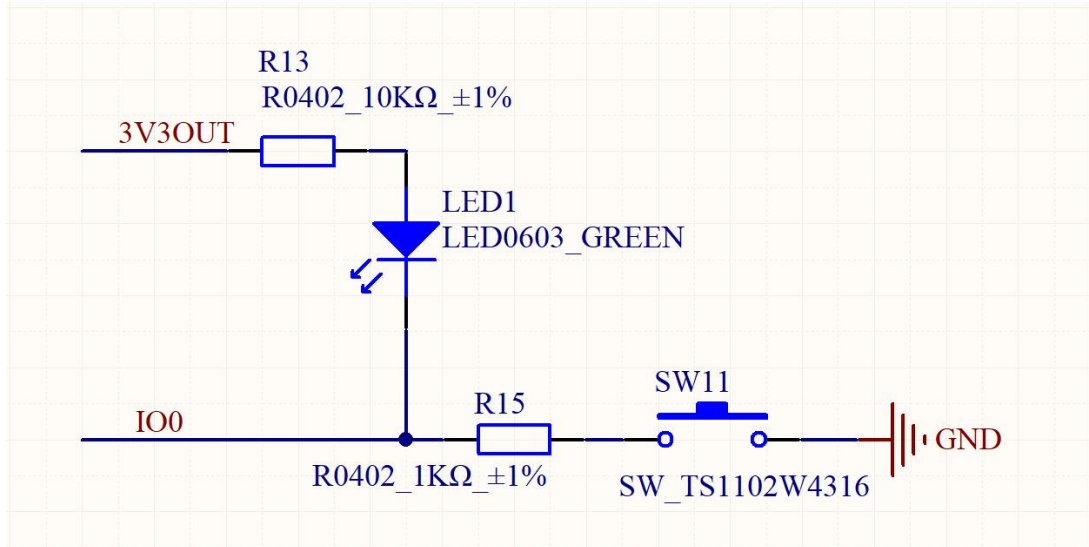 R13
R0402_10KΩ_±1%
3V3OUT
LED1
LED0603_GREEN
IO0
R15
R0402_1KΩ_±1%
SW11
SW_TS1102W4316
GND